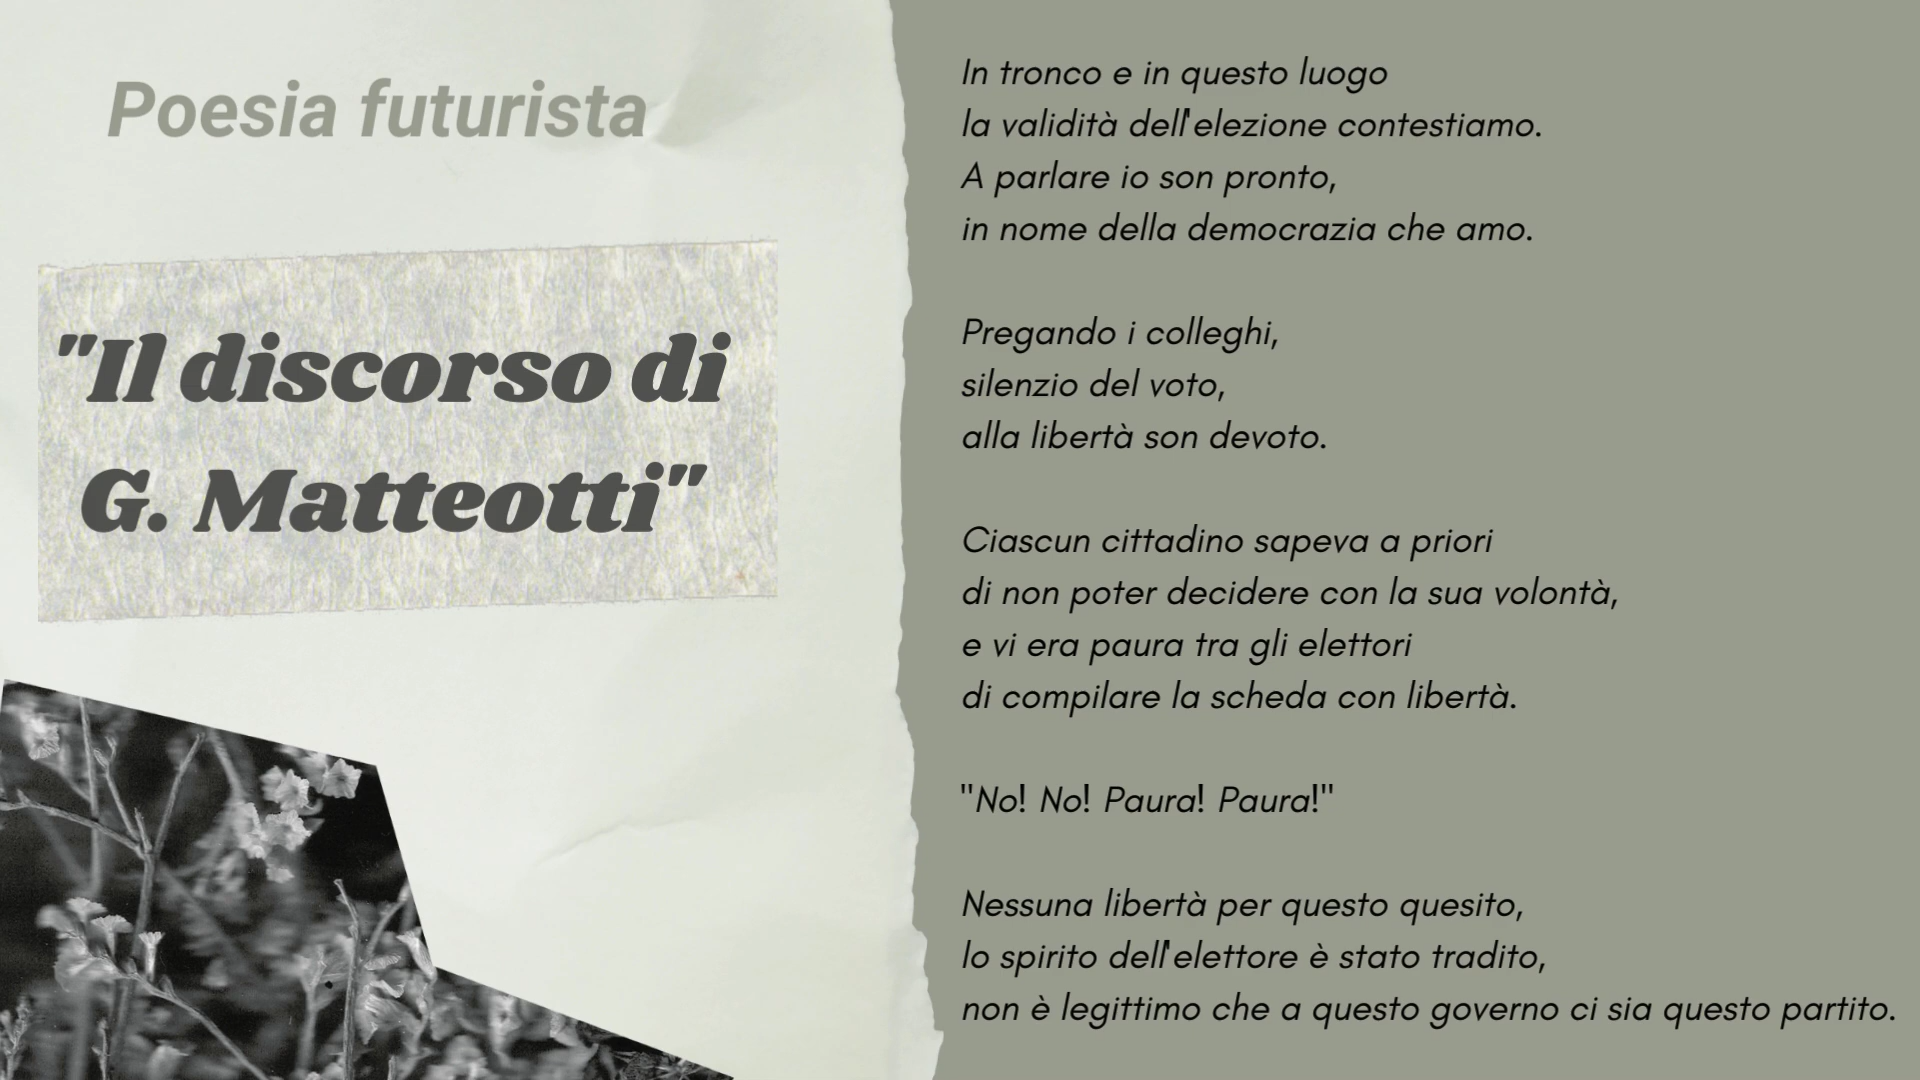 Poesia futurista
"Il discorso di
G. Matteotti"
In tronco e in questo luogo
la validità dell'elezione contestiamo.
A parlare io son pronto,
in nome della democrazia che amo.
Pregando i colleghi,
silenzio del voto,
alla libertà son devoto.
Ciascun cittadino sapeva a priori
di non poter decidere con la sua volontà,
e vi era paura tra gli elettori
di compilare la scheda con libertà.
"No! No! Paura! Paura!"
Nessuna libertà per questo quesito,
lo spirito dell'elettore è stato tradito,
non è legittimo che a questo governo ci sia questo partito.